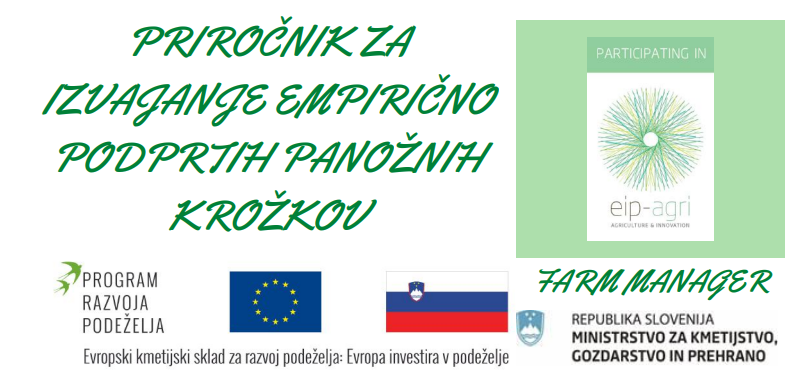 PRIROČNIK ZA
IZVAJANJE EMPIRIČNO
PODPRTIH PANOŽNIH
KROŽKOV
PARTICIPATING IN
eip-agri
AGRICULTURE & INNOVATION
FARM MANAGER
PROGRAM
RAZVOJA
PODEŽELJA
Evropski kmetijski sklad za razvoj podeželja: Evropa investira v podeželje
REPUBLIKA SLOVENIJA
MINISTRSTVO ZA KMETIJSTVO,
GOZDARSTVO IN PREHRANO